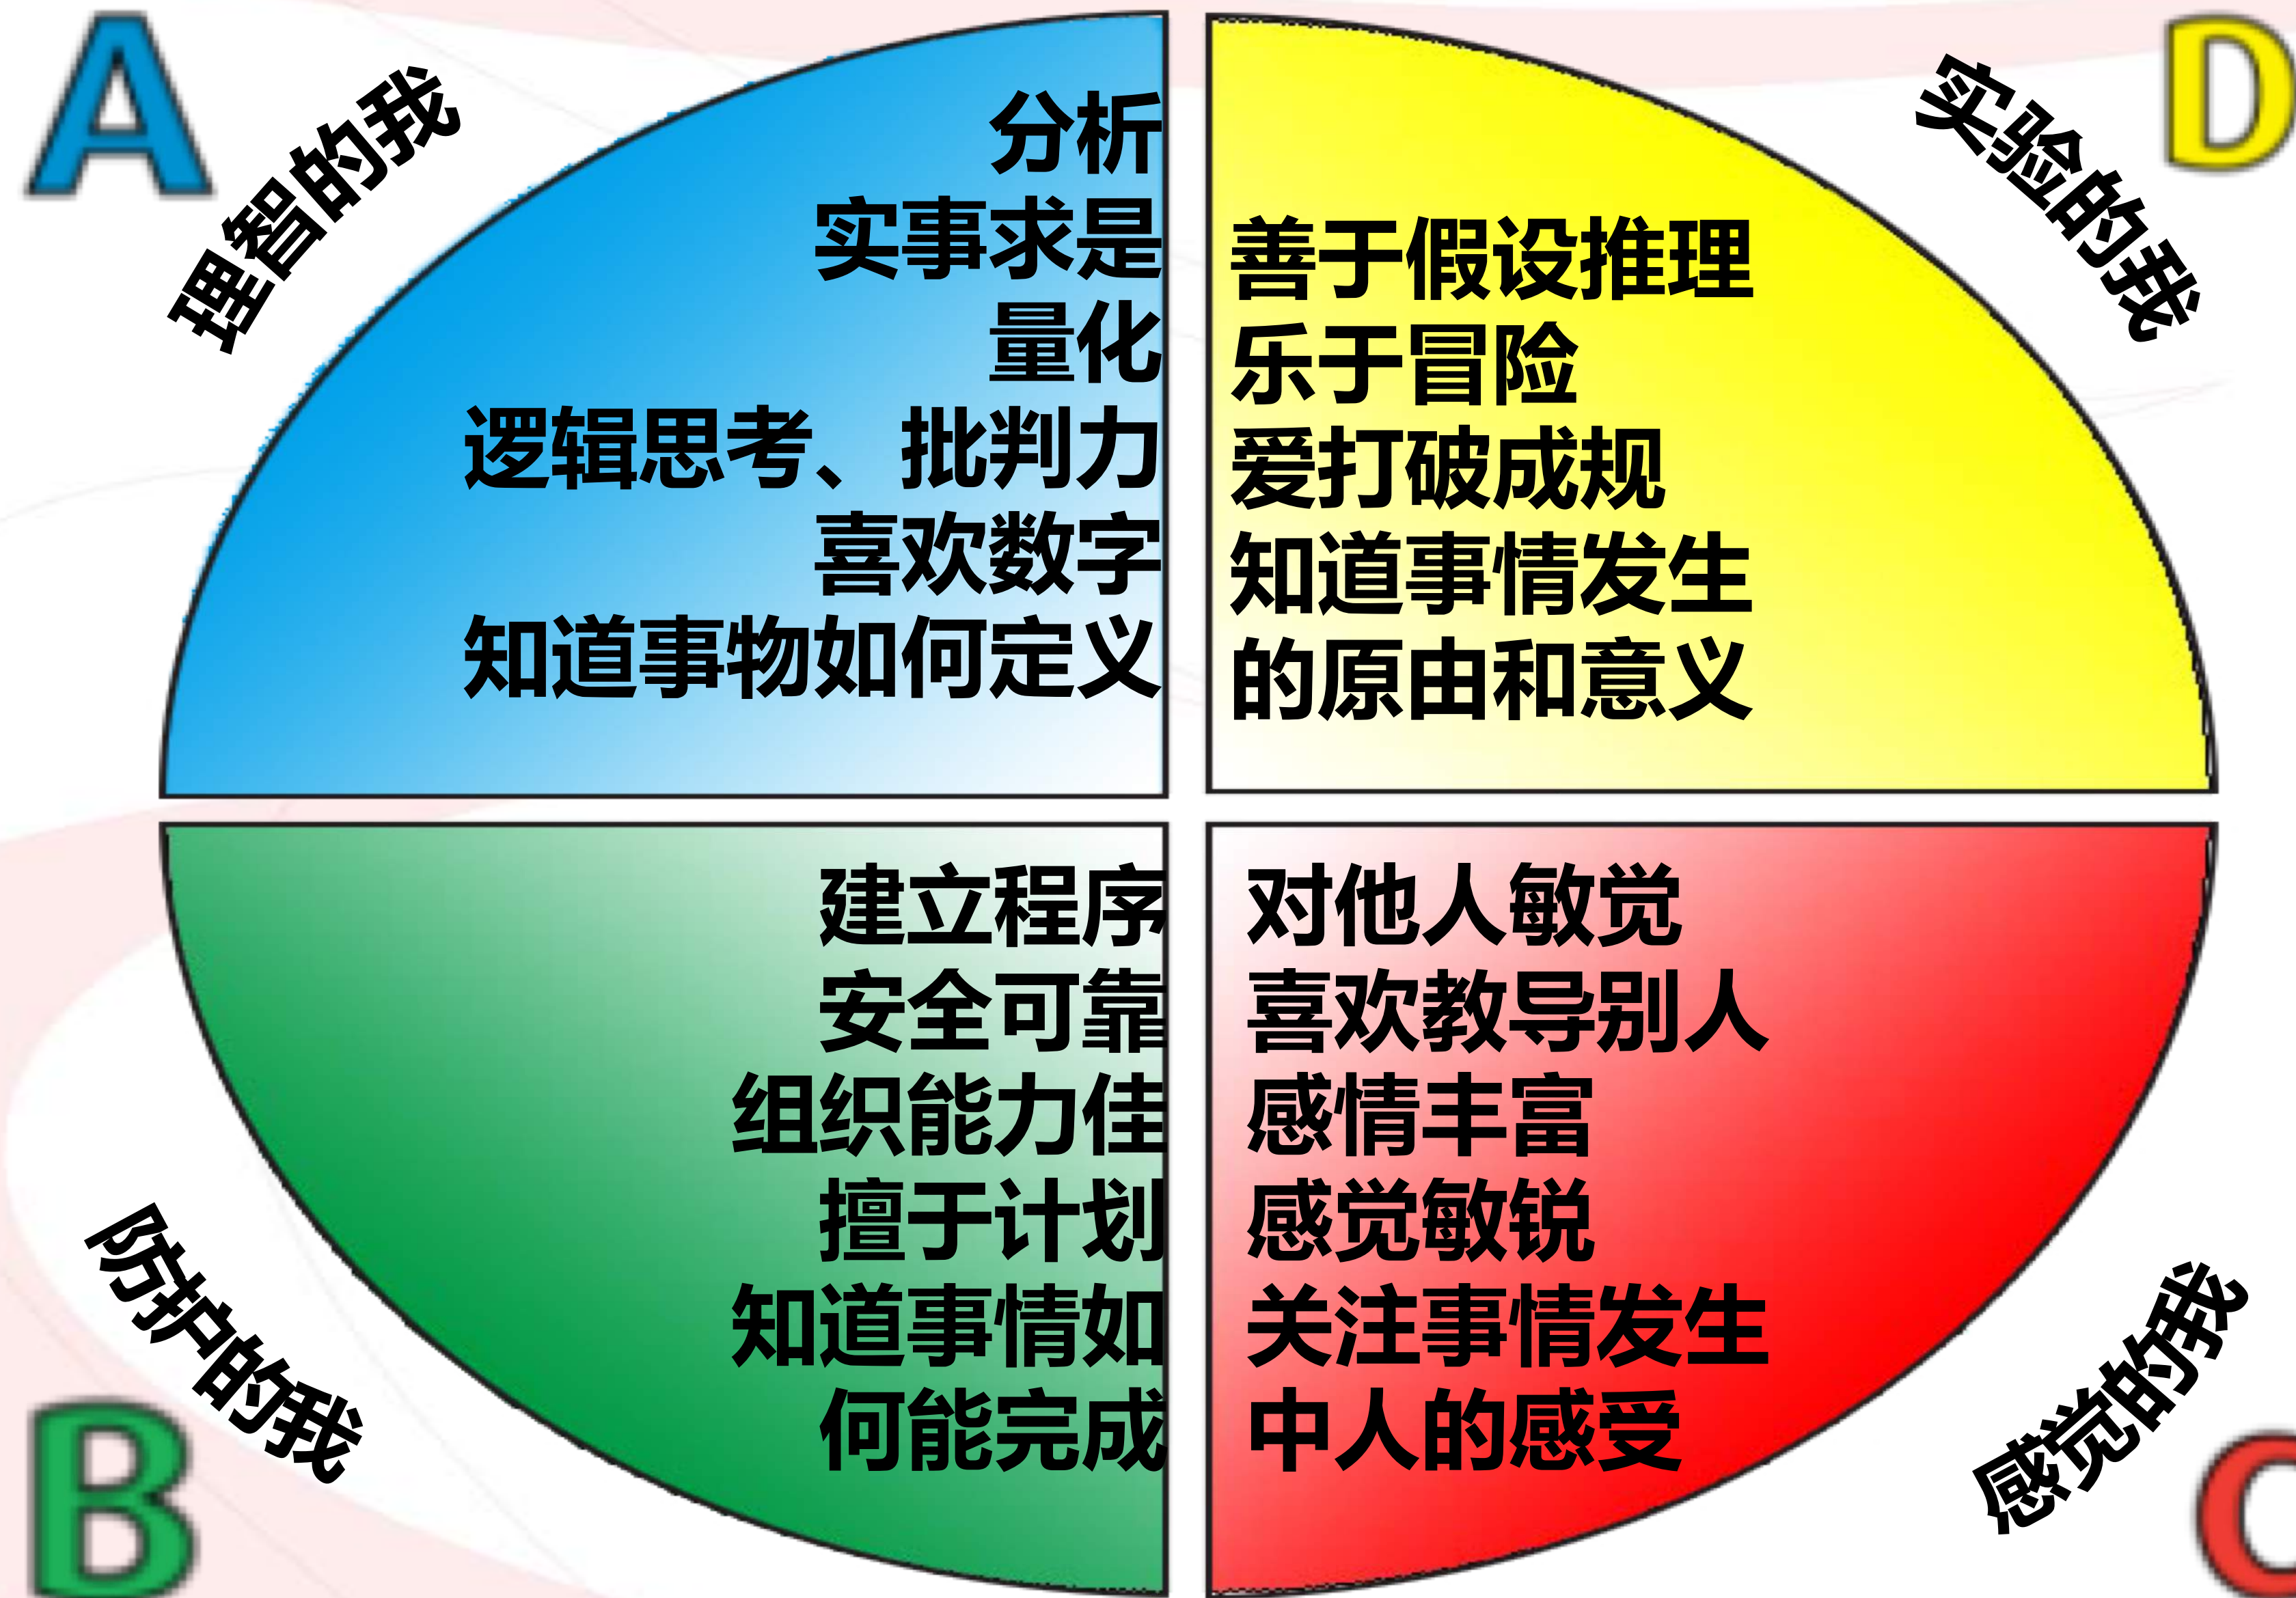 A
理智的我
分析
实事求是
量化
逻辑思考、批判力
喜欢数字
知道事物如何定义
D
实验的我
善于假设推理
乐于冒险
爱打破成规
知道事情发生
的原由和意义
B
防护的我
建立程序
安全可靠
组织能力佳
擅于计划
知道事情如
何能完成
C
感觉的我
对他人敏觉
喜欢教导别人
感情丰富
感觉敏锐
关注事情发生
中人的感受